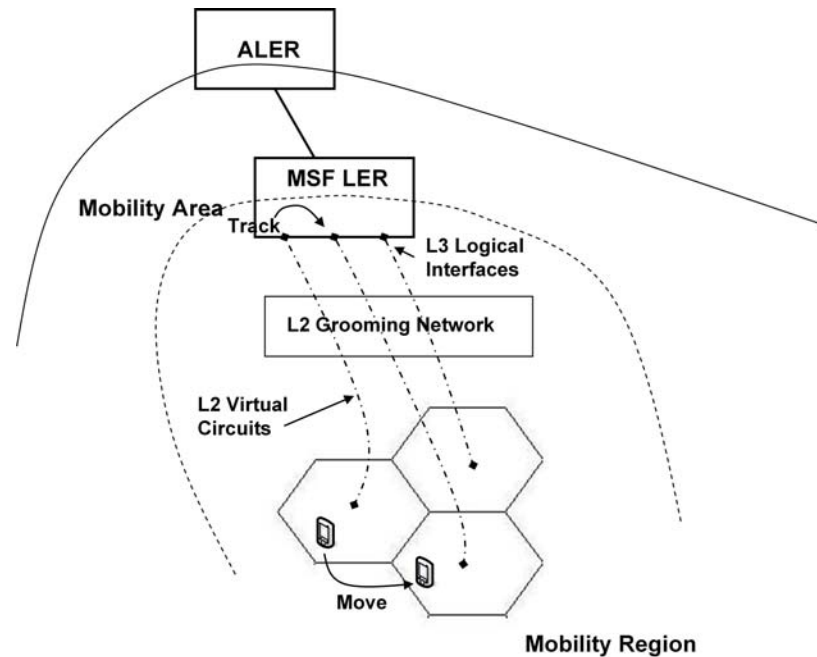 ALER
MSF LER
Mobility Area
Track
L3 Logical
Interfaces
L2 Grooming Network
L2 Virtual
Circuits
Move
Mobility Region